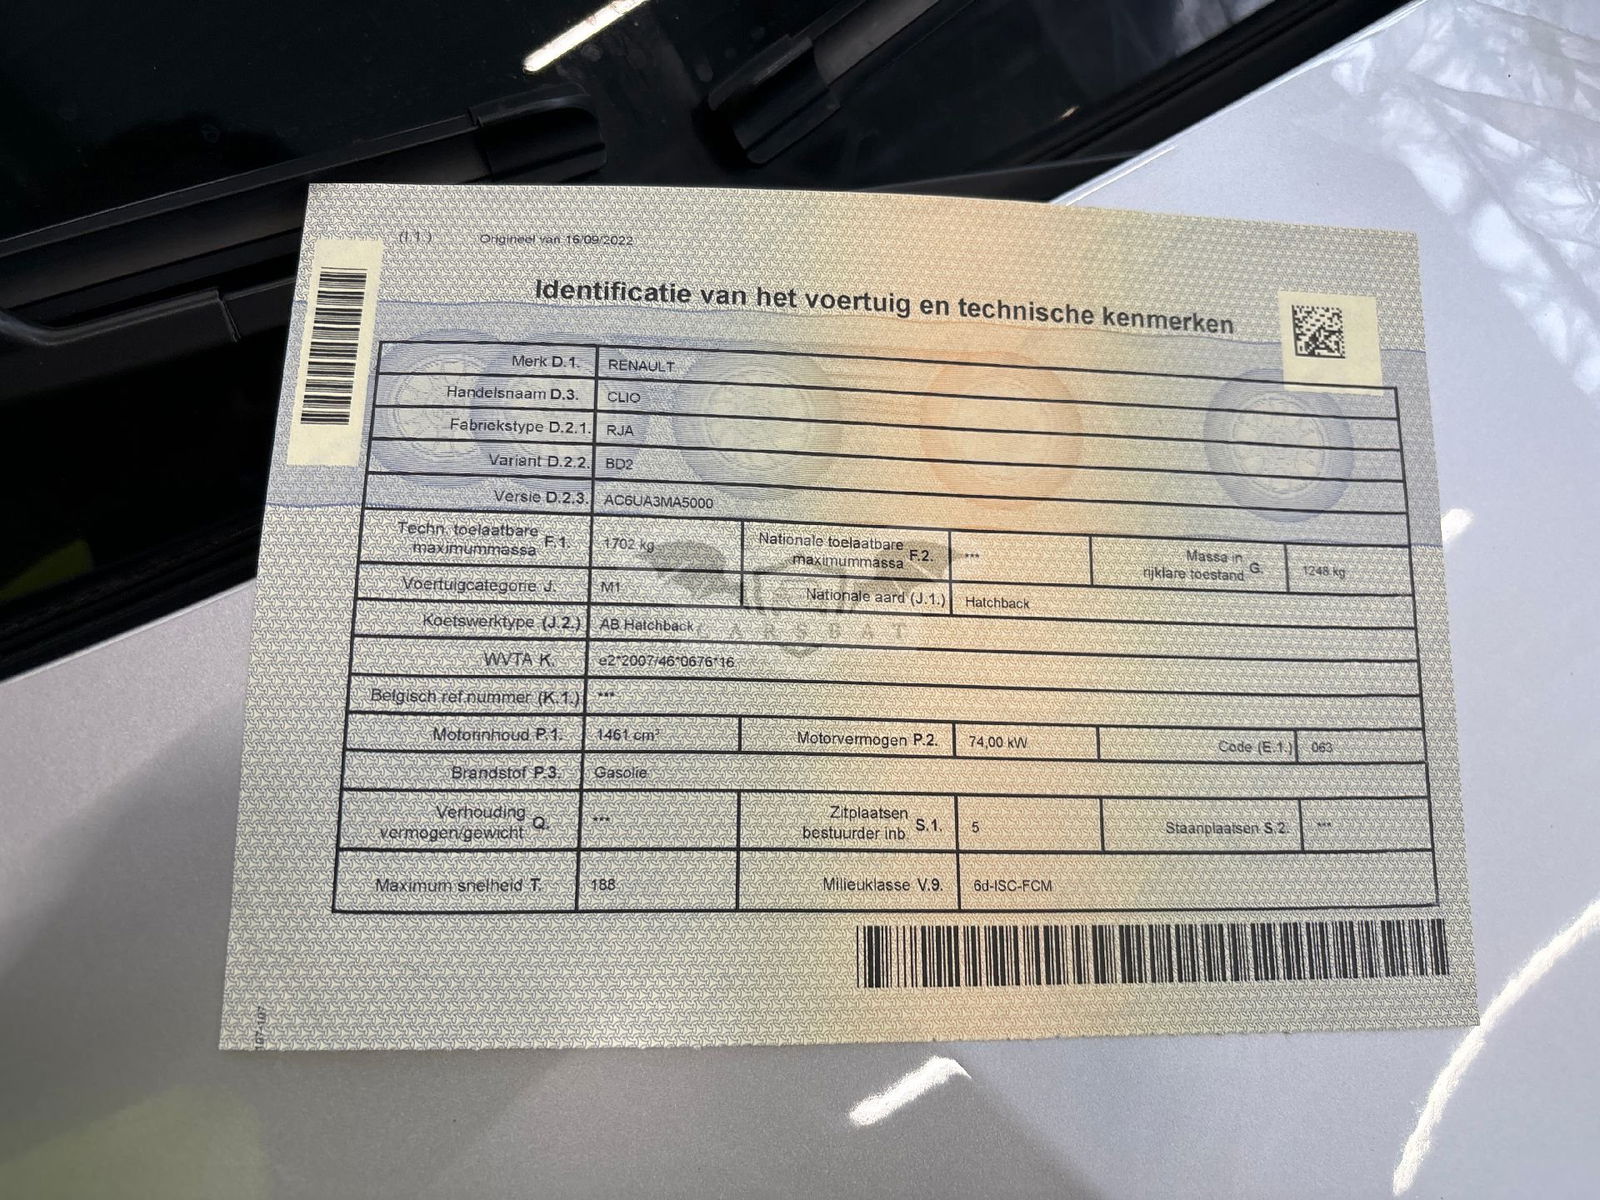 (I.1.) Origineel van 16/09/2022
Identificatie van het voertuig en technische kenmerken
Merk D.1. RENAULT
Handelsnaam D.3. CLIO
Fabriekstype D.2.1. RJA
Variant D.2.2. BD2
Versie D.2.3. AC6UA3MA5000
Techn. toelaatbare maximummassa F.1. 1702 kg Nationale toelaatbare maximummassa F.2. *** Massa in rijklare toestand G. 1248 kg
Voertuigcategorie J. M1 Nationale aard (J.1.) Hatchback
Koetswerktype (J.2.) AB Hatchback
CARSBAT
WVTA K. e2*2007/46*0676*16
Belgisch ref.nummer (K.1.) ***
Motorinhoud P.1. 1461 cm³ Motorvermogen P.2. 74,00 kW Code (E.1.) 063
Brandstof P.3. Gasolie
Verhouding vermogen/gewicht Q. *** Zitplaatsen bestuurder inb. S.1. 5 Staanplaatsen S.2. ***
Maximum snelheid T. 188 Milieuklasse V.9. 6d-ISC-FCM
107-107